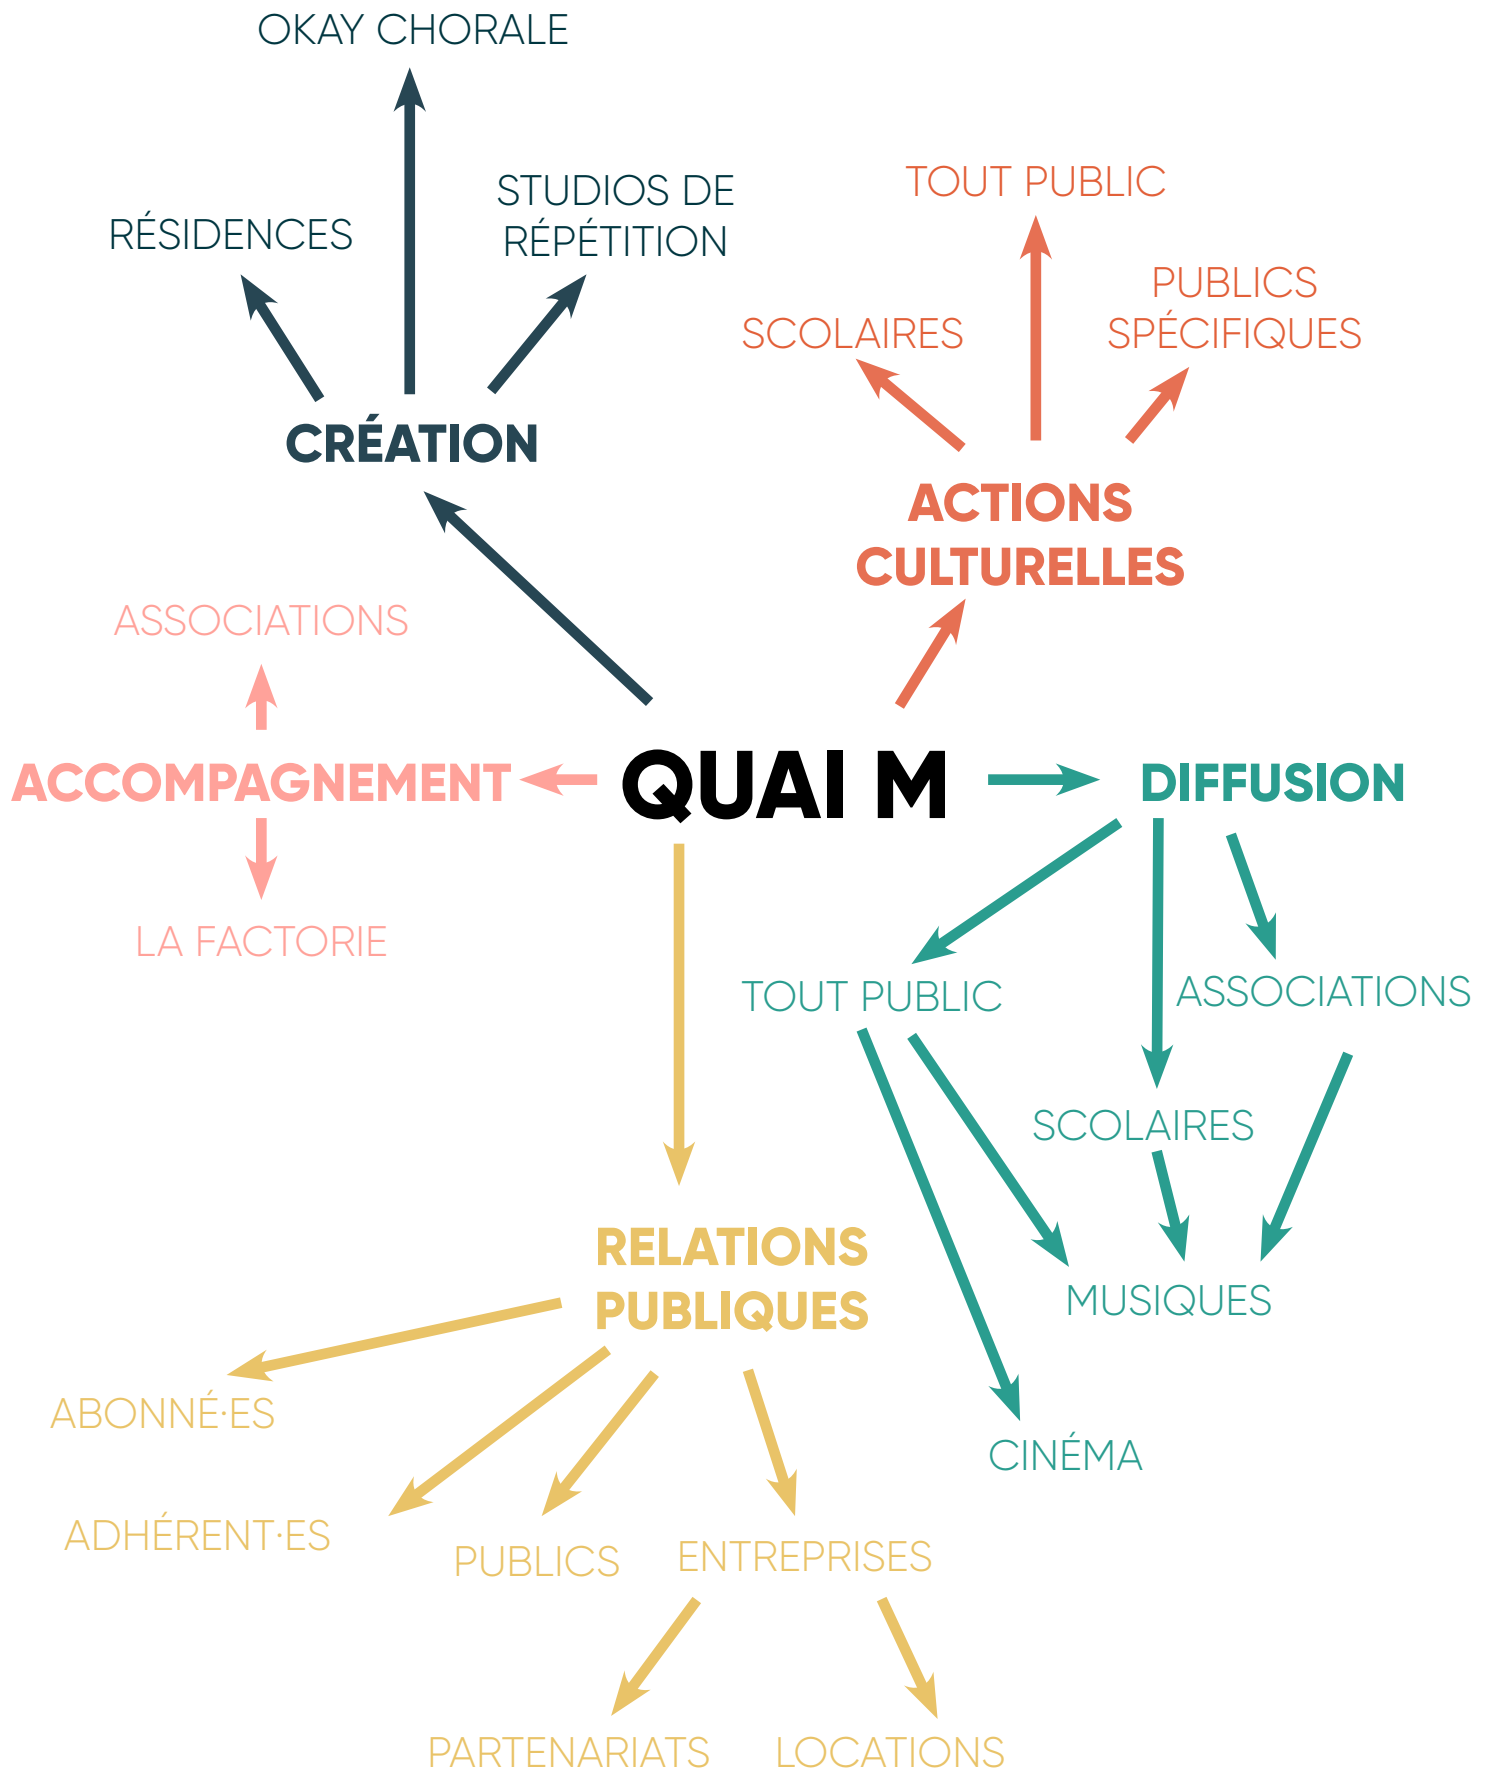 OKAY CHORALE
RÉSIDENCES
STUDIOS DE
RÉPÉTITION
CRÉATION
TOUT PUBLIC
SCOLAIRES
PUBLICS
SPÉCIFIQUES
ACTIONS
CULTURELLES
ASSOCIATIONS
ACCOMPAGNEMENT
LA FACTORIE
QUAI M
DIFFUSION
TOUT PUBLIC
ASSOCIATIONS
SCOLAIRES
MUSIQUES
CINÉMA
RELATIONS
PUBLIQUES
ABONNÉ·ES
ADHÉRENT·ES
PUBLICS
ENTREPRISES
PARTENARIATS
LOCATIONS